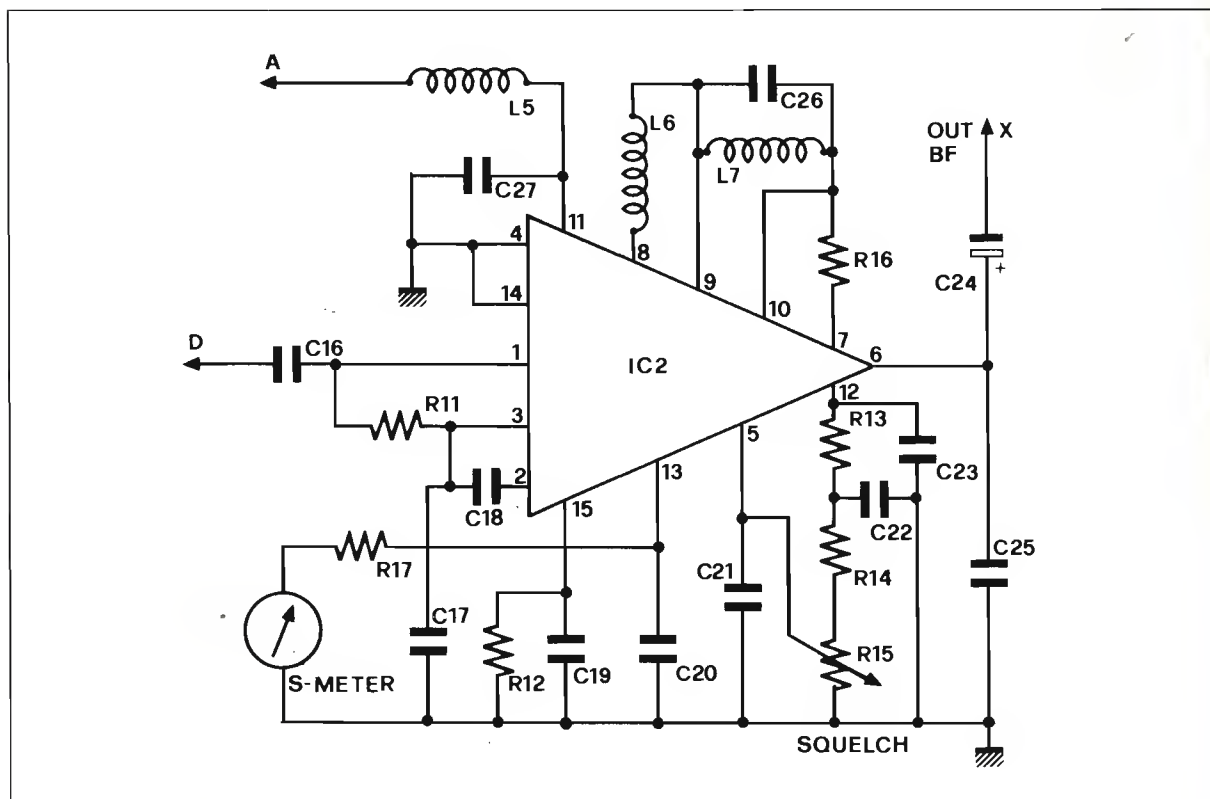 A
L5
C27
L6
C26
L7
OUT X
BF
11
8
9
10
R16
C24
+
4
14
7
6
D
C16
1
IC2
12
R11
3
5
R13
C23
2
13
C18
15
C22
R17
C21
R14
C25
C17
R12
C19
C20
R15
S-METER
SQUELCH